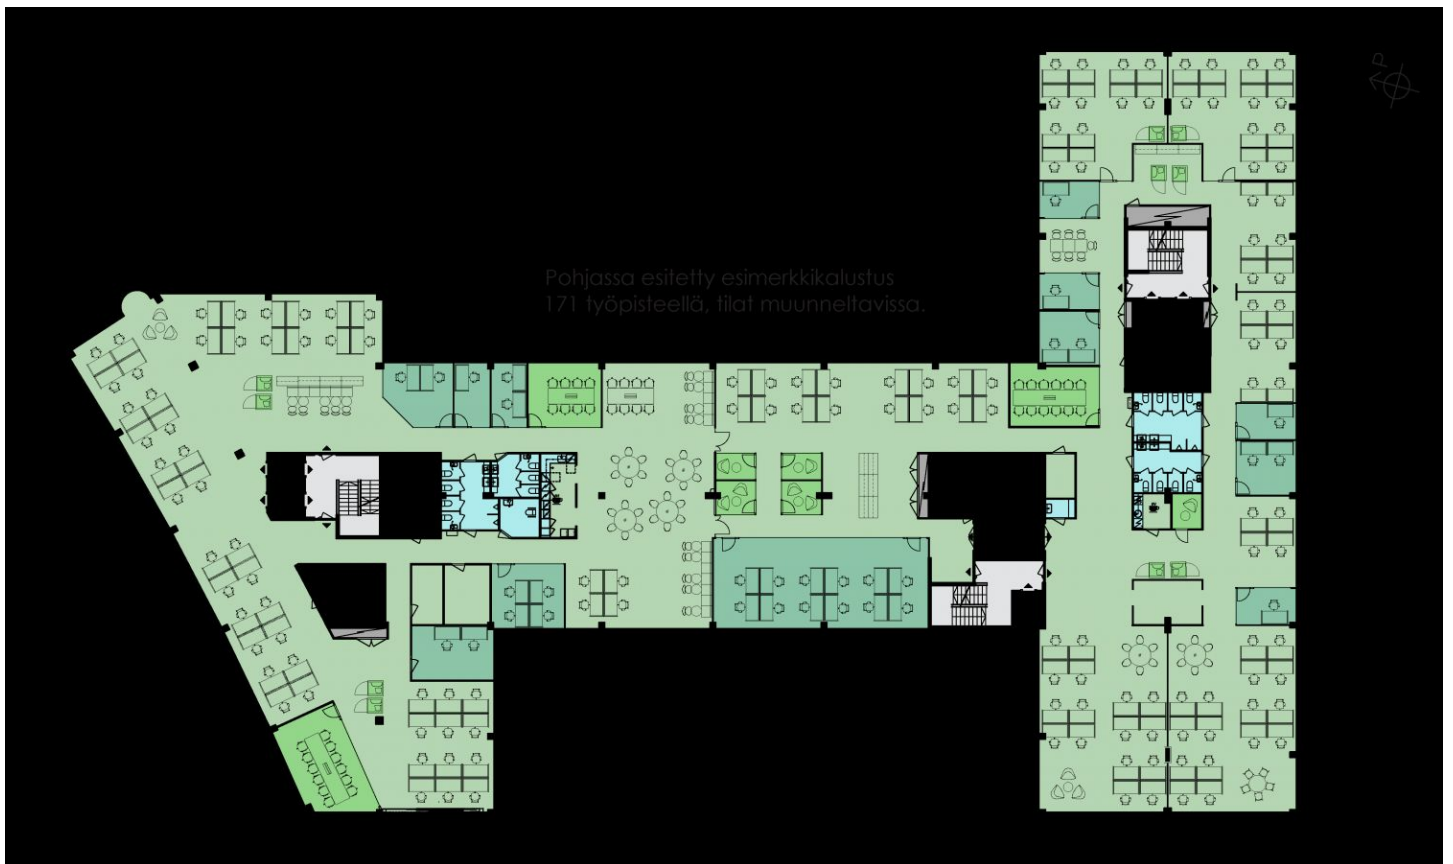 P
Pohjassa esitetty esimerkkikalustus
171 työpisteellä, tilat muunneltavissa.